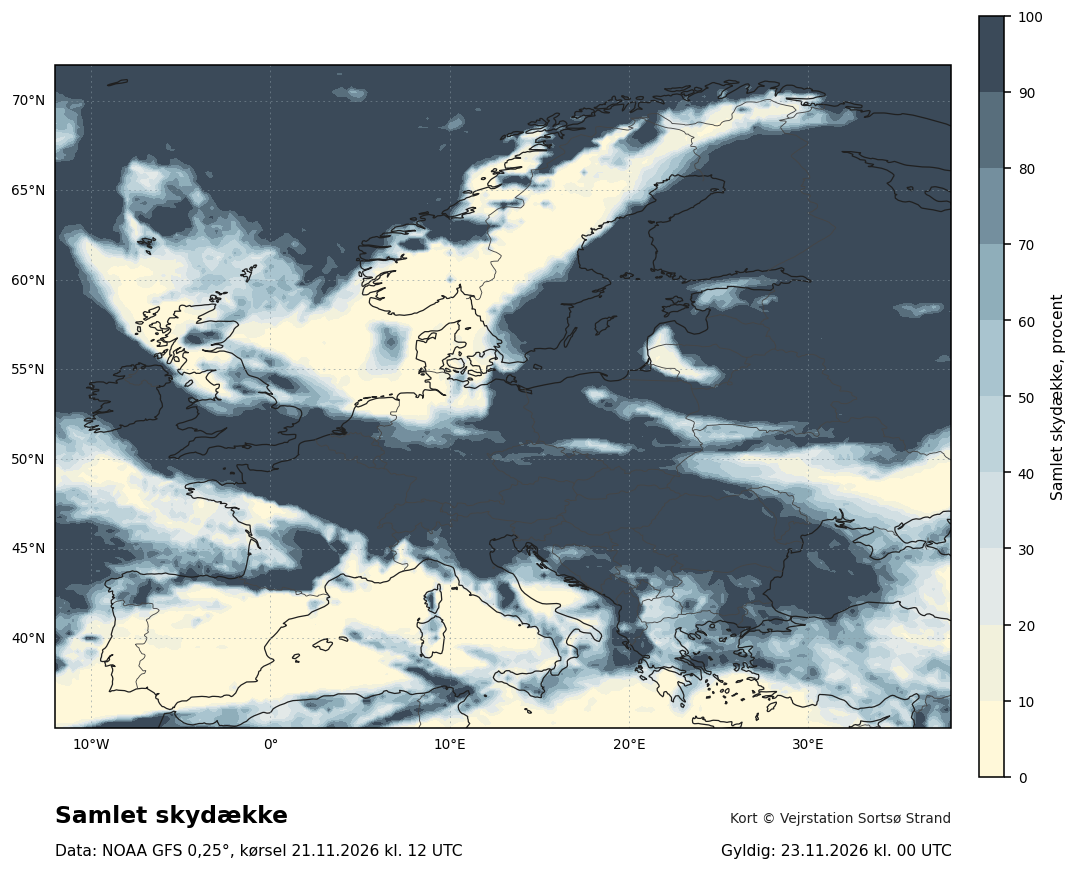 100
90
80
70
60
50
40
30
20
10
0
Samlet skydække, procent
70°N
65°N
60°N
55°N
50°N
45°N
40°N
10°W
0°
10°E
20°E
30°E
Samlet skydække
Kort © Vejrstation Sortsø Strand
Data: NOAA GFS 0,25°, kørsel 21.11.2026 kl. 12 UTC
Gyldig: 23.11.2026 kl. 00 UTC